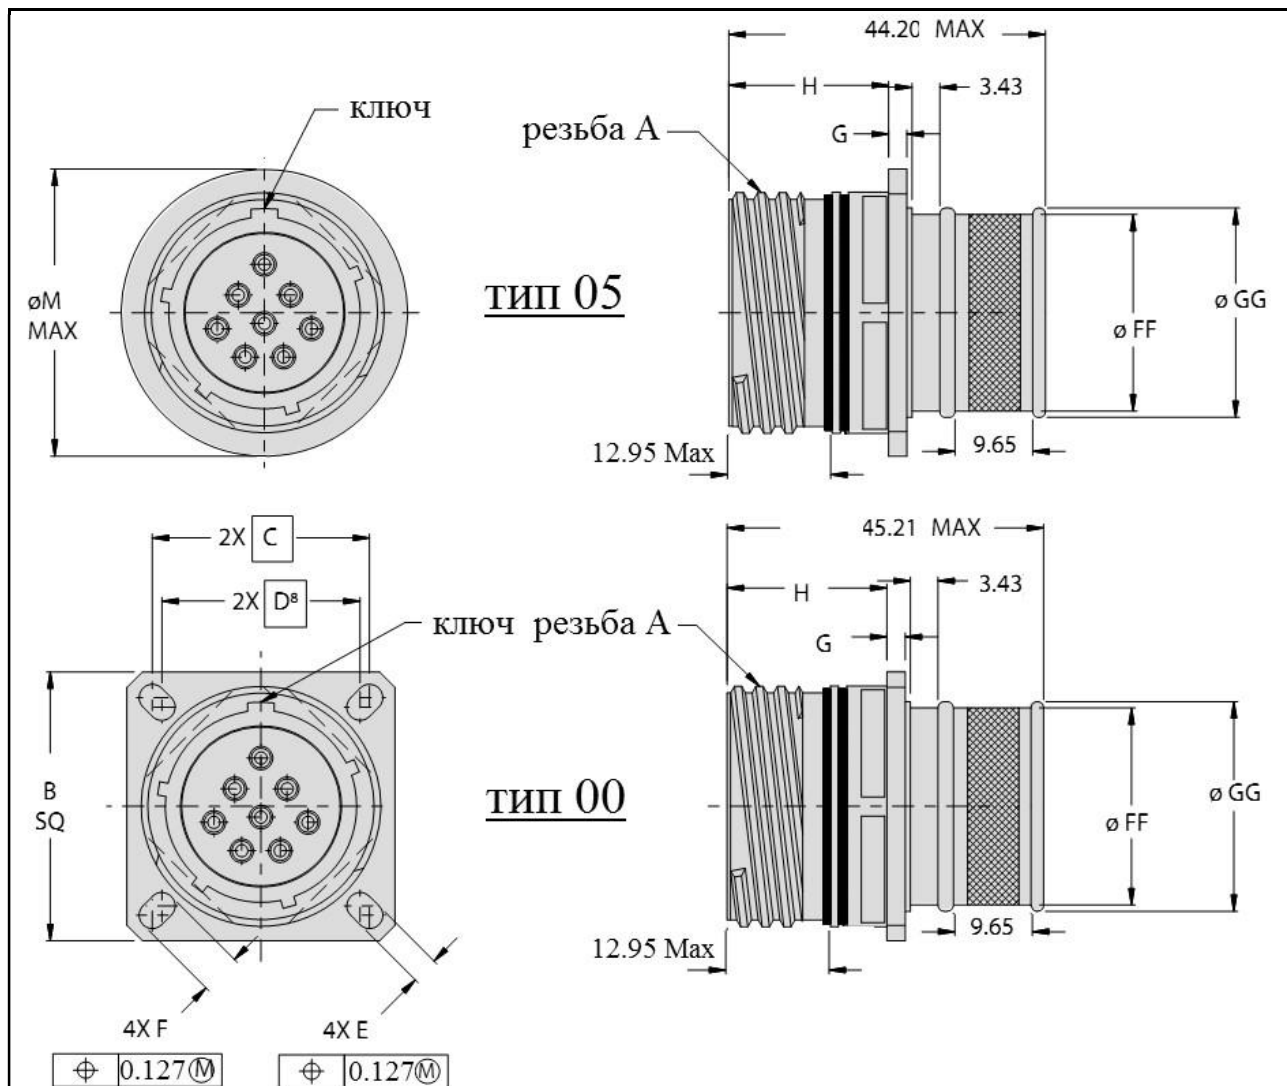 44.20 MAX
H
3.43
ключ
резьба А
G
øM
MAX
тип 05
ø FF
ø GG
12.95 Max
9.65
2X C
2X D⁸
45.21 MAX
H
3.43
ключ резьба А
G
B
SQ
тип 00
ø FF
ø GG
12.95 Max
9.65
4X F
4X E
⌖ 0.127Ⓜ
⌖ 0.127Ⓜ